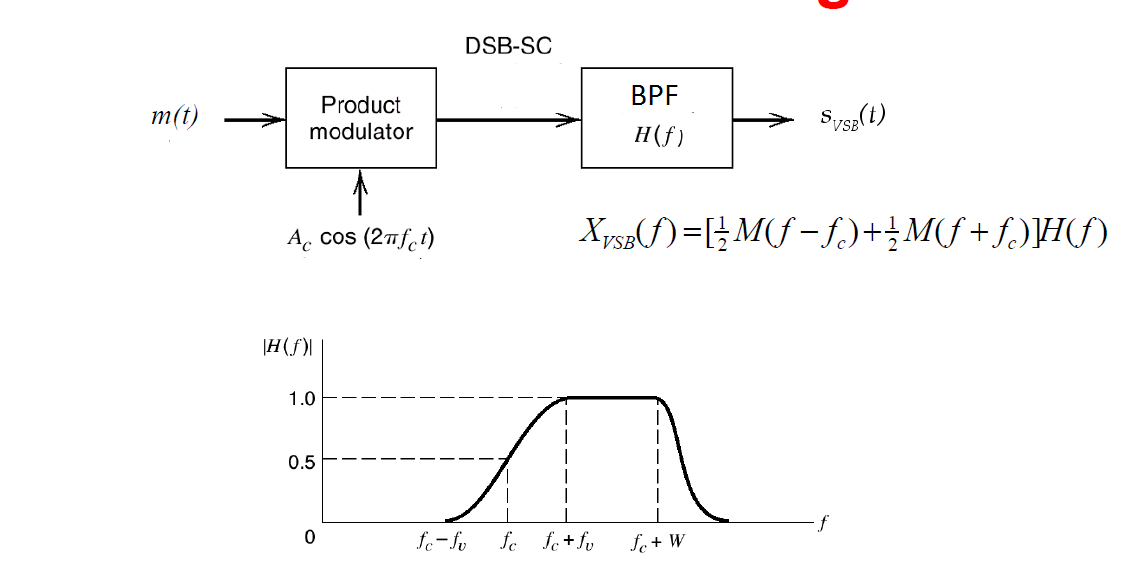 g
DSB-SC
m(t)
Product
modulator
BPF
H(f)
s_VSB(t)
A_c cos (2πf_c t)
X_VSB(f)=[½M(f−f_c)+½M(f+f_c)]H(f)
|H(f)|
1.0
0.5
0
f_c−f_v
f_c
f_c+f_v
f_c+ W
f